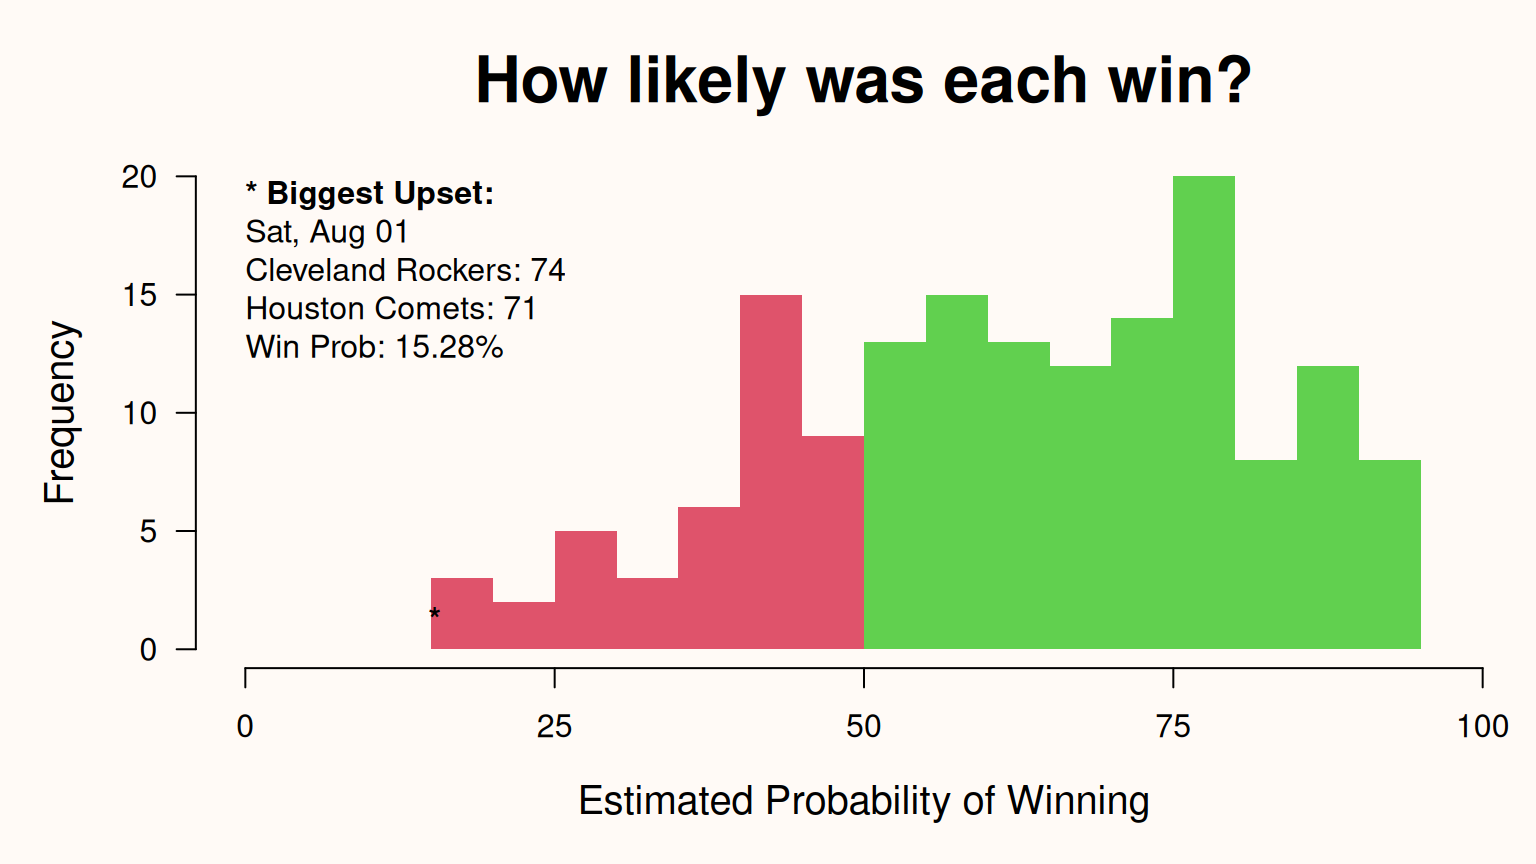 How likely was each win?
* Biggest Upset:
Sat, Aug 01
Cleveland Rockers: 74
Houston Comets: 71
Win Prob: 15.28%
Frequency
20
15
10
5
0
*
0 25 50 75 100
Estimated Probability of Winning